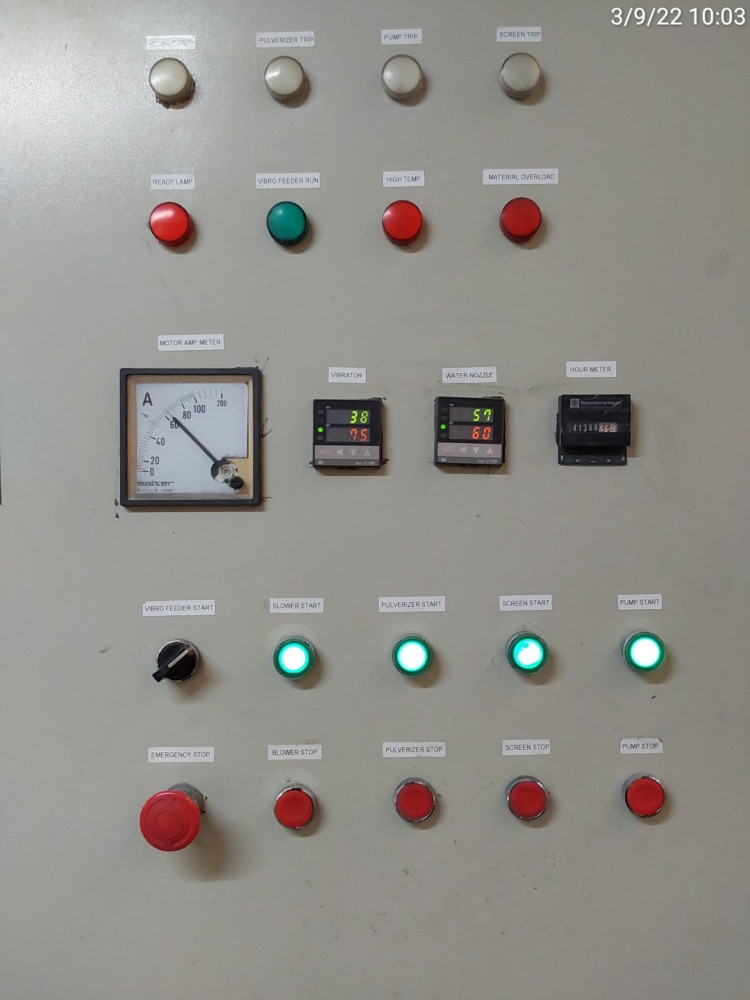 3/9/22 10:03
PULVERIZER TRIP
PUMP TRIP
SCREEN TRIP
READY LAMP
VIBRO FEEDER RUN
HIGH TEMP
MATERIAL OVERLOAD
MOTOR AMP METER
VIBRATOR
WATER NOZZLE
HOUR METER
A
0
20
40
60
80
100
200
salzer
38
75
57
60
Telemecanique
VIBRO FEEDER START
BLOWER START
PULVERIZER START
SCREEN START
PUMP START
EMERGENCY STOP
BLOWER STOP
PULVERIZER STOP
SCREEN STOP
PUMP STOP